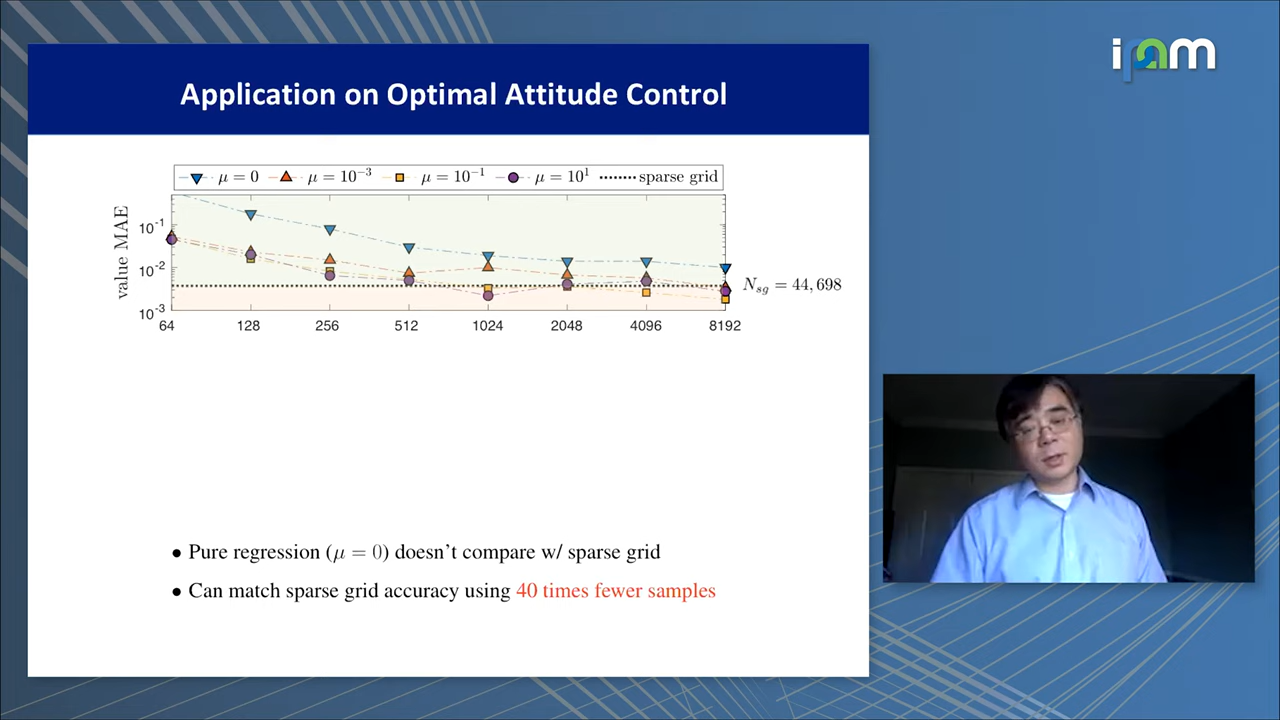 ipam
Application on Optimal Attitude Control
μ = 0 μ = 10⁻³ μ = 10⁻¹ μ = 10¹ sparse grid
value MAE
10⁻¹
10⁻²
10⁻³
N_sg = 44,698
64 128 256 512 1024 2048 4096 8192
• Pure regression (μ = 0) doesn't compare w/ sparse grid
• Can match sparse grid accuracy using 40 times fewer samples